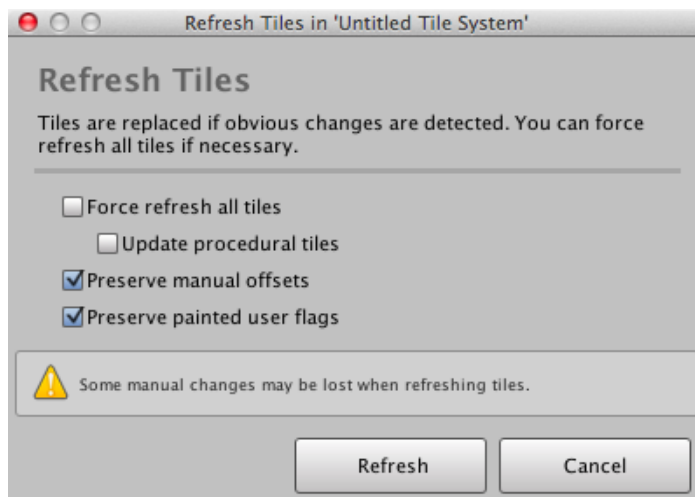 Refresh Tiles in 'Untitled Tile System'
Refresh Tiles
Tiles are replaced if obvious changes are detected. You can force
refresh all tiles if necessary.
Force refresh all tiles
Update procedural tiles
Preserve manual offsets
Preserve painted user flags
Some manual changes may be lost when refreshing tiles.
Refresh
Cancel